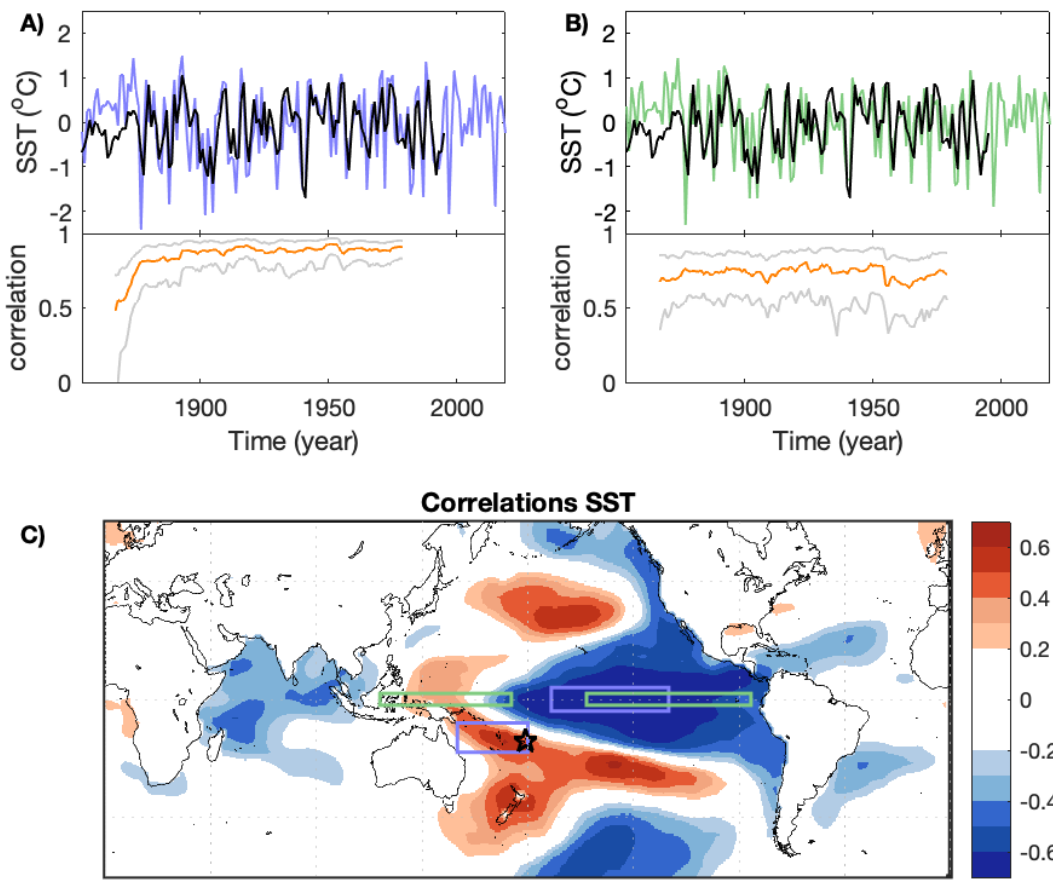 A)
B)
2
1
0
-1
-2
SST (°C)
2
1
0
-1
-2
SST (°C)
1
0.5
0
correlation
1
0.5
0
correlation
1900
1950
2000
1900
1950
2000
Time (year)
Time (year)
Correlations SST
C)
0.6
0.4
0.2
0
-0.2
-0.4
-0.6